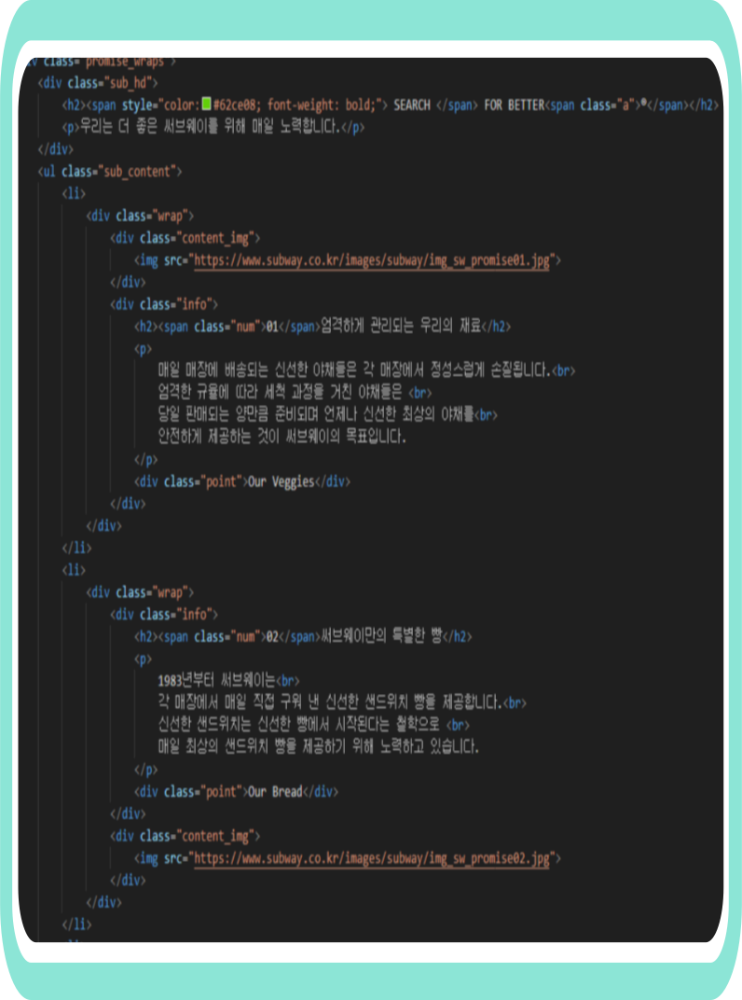 class="promise_wraps">
<div class="sub_hd">
<h2><span style="color:#62ce08; font-weight: bold;"> SEARCH </span> FOR BETTER<span class="a">®</span></h2>
<p>우리는 더 좋은 써브웨이를 위해 매일 노력합니다.</p>
</div>
<ul class="sub_content">
<li>
<div class="wrap">
<div class="content_img">
<img src="https://www.subway.co.kr/images/subway/img_sw_promise01.jpg">
</div>
<div class="info">
<h2><span class="num">01</span>엄격하게 관리되는 우리의 재료</h2>
<p>
매일 매장에 배송되는 신선한 야채들은 각 매장에서 정성스럽게 손질됩니다.<br>
엄격한 규율에 따라 세척 과정을 거친 야채들은 <br>
당일 판매되는 양만큼 준비되며 언제나 신선한 최상의 야채를<br>
안전하게 제공하는 것이 써브웨이의 목표입니다.
</p>
<div class="point">Our Veggies</div>
</div>
</div>
</li>
<li>
<div class="wrap">
<div class="info">
<h2><span class="num">02</span>써브웨이만의 특별한 빵</h2>
<p>
1983년부터 써브웨이는<br>
각 매장에서 매일 직접 구워 낸 신선한 샌드위치 빵을 제공합니다.<br>
신선한 샌드위치는 신선한 빵에서 시작된다는 철학으로 <br>
매일 최상의 샌드위치 빵을 제공하기 위해 노력하고 있습니다.
</p>
<div class="point">Our Bread</div>
</div>
<div class="content_img">
<img src="https://www.subway.co.kr/images/subway/img_sw_promise02.jpg">
</div>
</div>
</li>